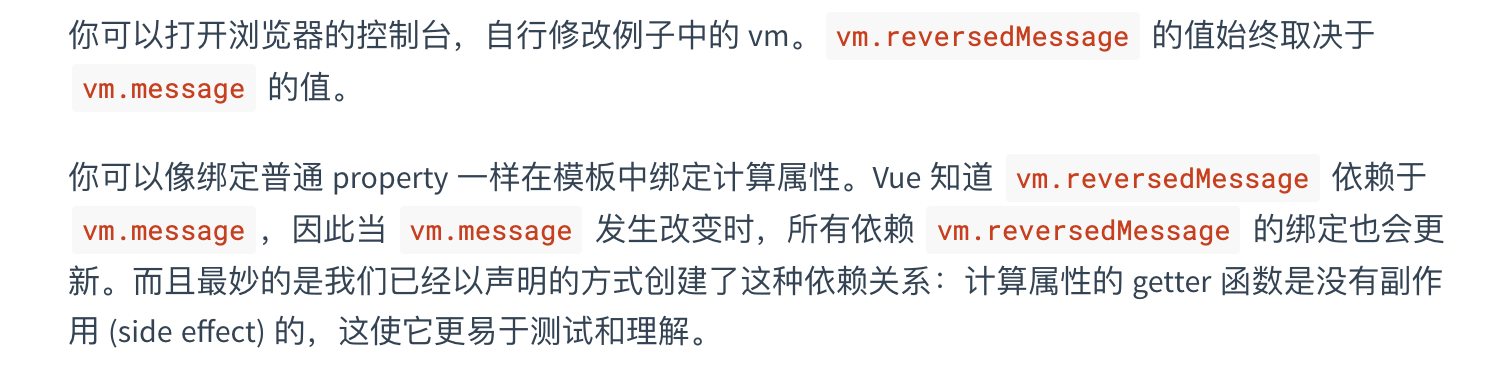 你可以打开浏览器的控制台，自行修改例子中的 vm。 vm.reversedMessage 的值始终取决于
vm.message 的值。
你可以像绑定普通 property 一样在模板中绑定计算属性。Vue 知道 vm.reversedMessage 依赖于
vm.message ，因此当 vm.message 发生改变时，所有依赖 vm.reversedMessage 的绑定也会更
新。而且最妙的是我们已经以声明的方式创建了这种依赖关系：计算属性的 getter 函数是没有副作
用 (side effect) 的，这使它更易于测试和理解。